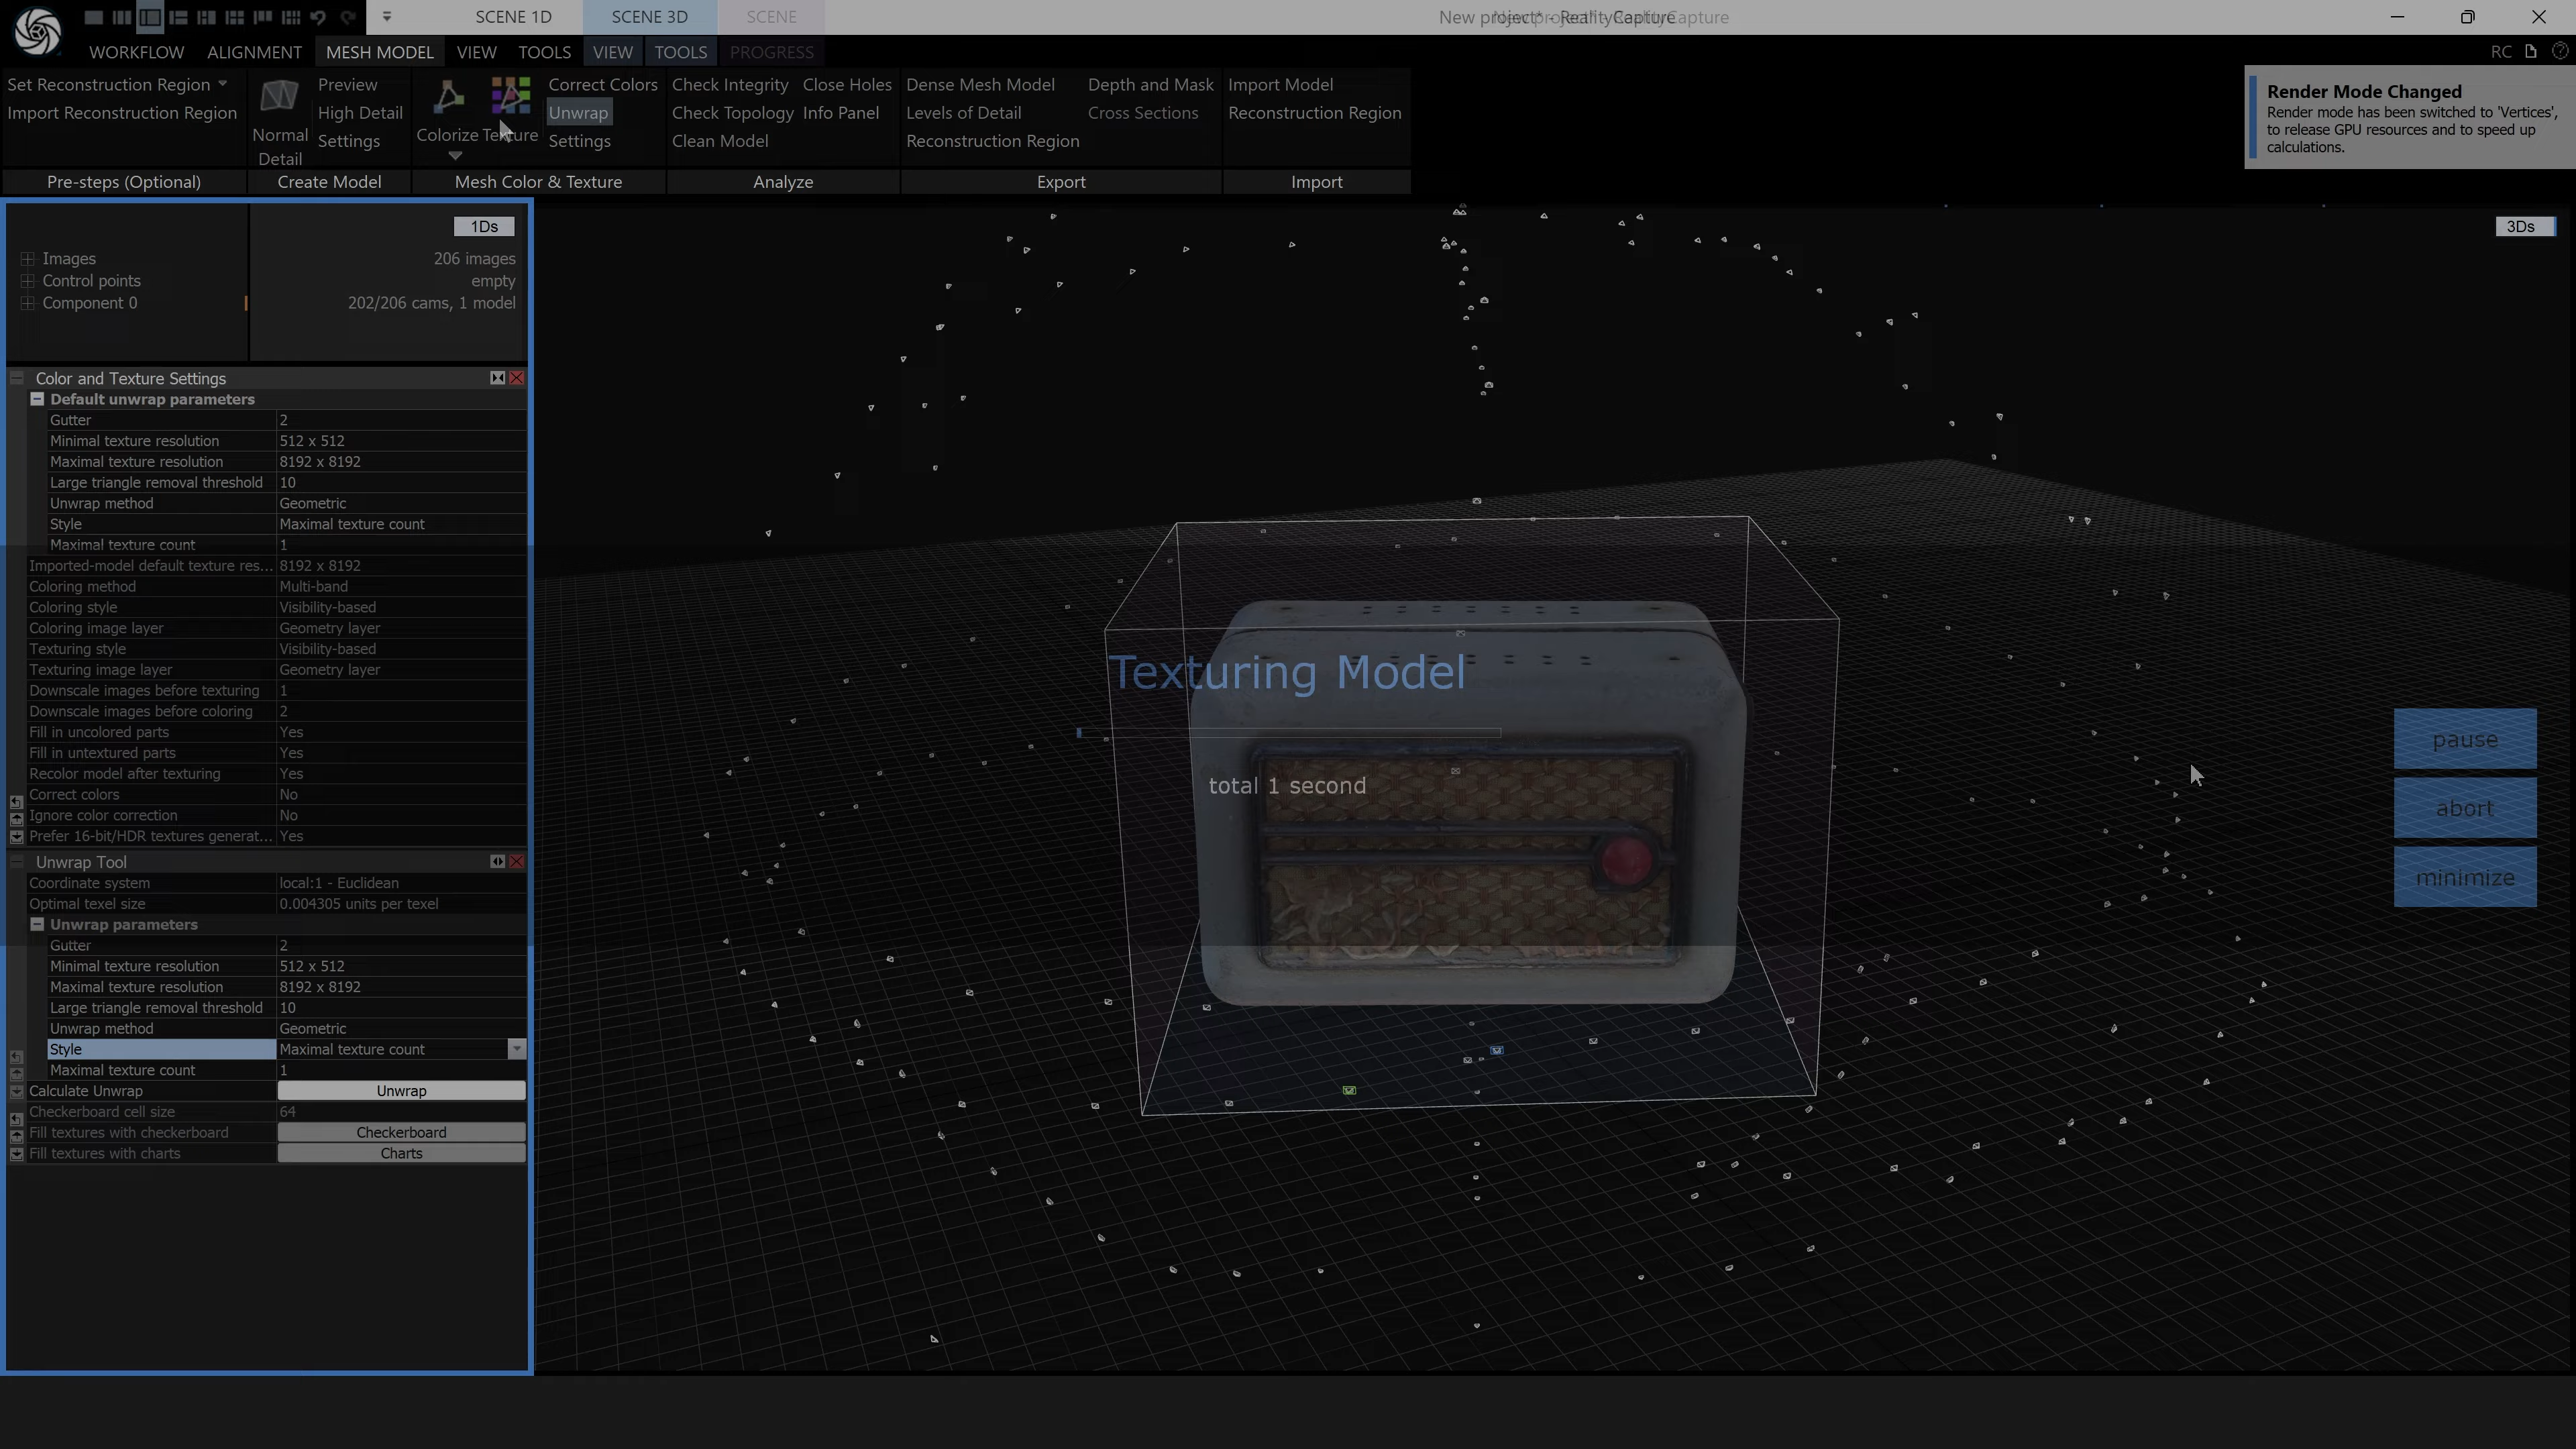 SCENE 1D SCENE 3D SCENE
New project* - RealityCapture
WORKFLOW ALIGNMENT MESH MODEL VIEW TOOLS VIEW TOOLS PROGRESS
RC
Set Reconstruction Region
Import Reconstruction Region
Pre-steps (Optional)
Normal
Detail
Preview
High Detail
Settings
Create Model
Colorize Texture
Correct Colors
Unwrap
Settings
Mesh Color & Texture
Check Integrity Close Holes
Check Topology Info Panel
Clean Model
Analyze
Dense Mesh Model Depth and Mask
Levels of Detail Cross Sections
Reconstruction Region
Export
Import Model
Reconstruction Region
Import
Render Mode Changed
Render mode has been switched to 'Vertices',
to release GPU resources and to speed up
calculations.
1Ds
Images 206 images
Control points empty
Component 0 202/206 cams, 1 model
3Ds
Color and Texture Settings
Default unwrap parameters
Gutter 2
Minimal texture resolution 512 x 512
Maximal texture resolution 8192 x 8192
Large triangle removal threshold 10
Unwrap method Geometric
Style Maximal texture count
Maximal texture count 1
Imported-model default texture res... 8192 x 8192
Coloring method Multi-band
Coloring style Visibility-based
Coloring image layer Geometry layer
Texturing style Visibility-based
Texturing image layer Geometry layer
Downscale images before texturing 1
Downscale images before coloring 2
Fill in uncolored parts Yes
Fill in untextured parts Yes
Recolor model after texturing Yes
Correct colors No
Ignore color correction No
Prefer 16-bit/HDR textures generat... Yes
Unwrap Tool
Coordinate system local:1 - Euclidean
Optimal texel size 0.004305 units per texel
Unwrap parameters
Gutter 2
Minimal texture resolution 512 x 512
Maximal texture resolution 8192 x 8192
Large triangle removal threshold 10
Unwrap method Geometric
Style Maximal texture count
Maximal texture count 1
Calculate Unwrap Unwrap
Checkerboard cell size 64
Fill textures with checkerboard Checkerboard
Fill textures with charts Charts
Texturing Model
total 1 second
pause
abort
minimize